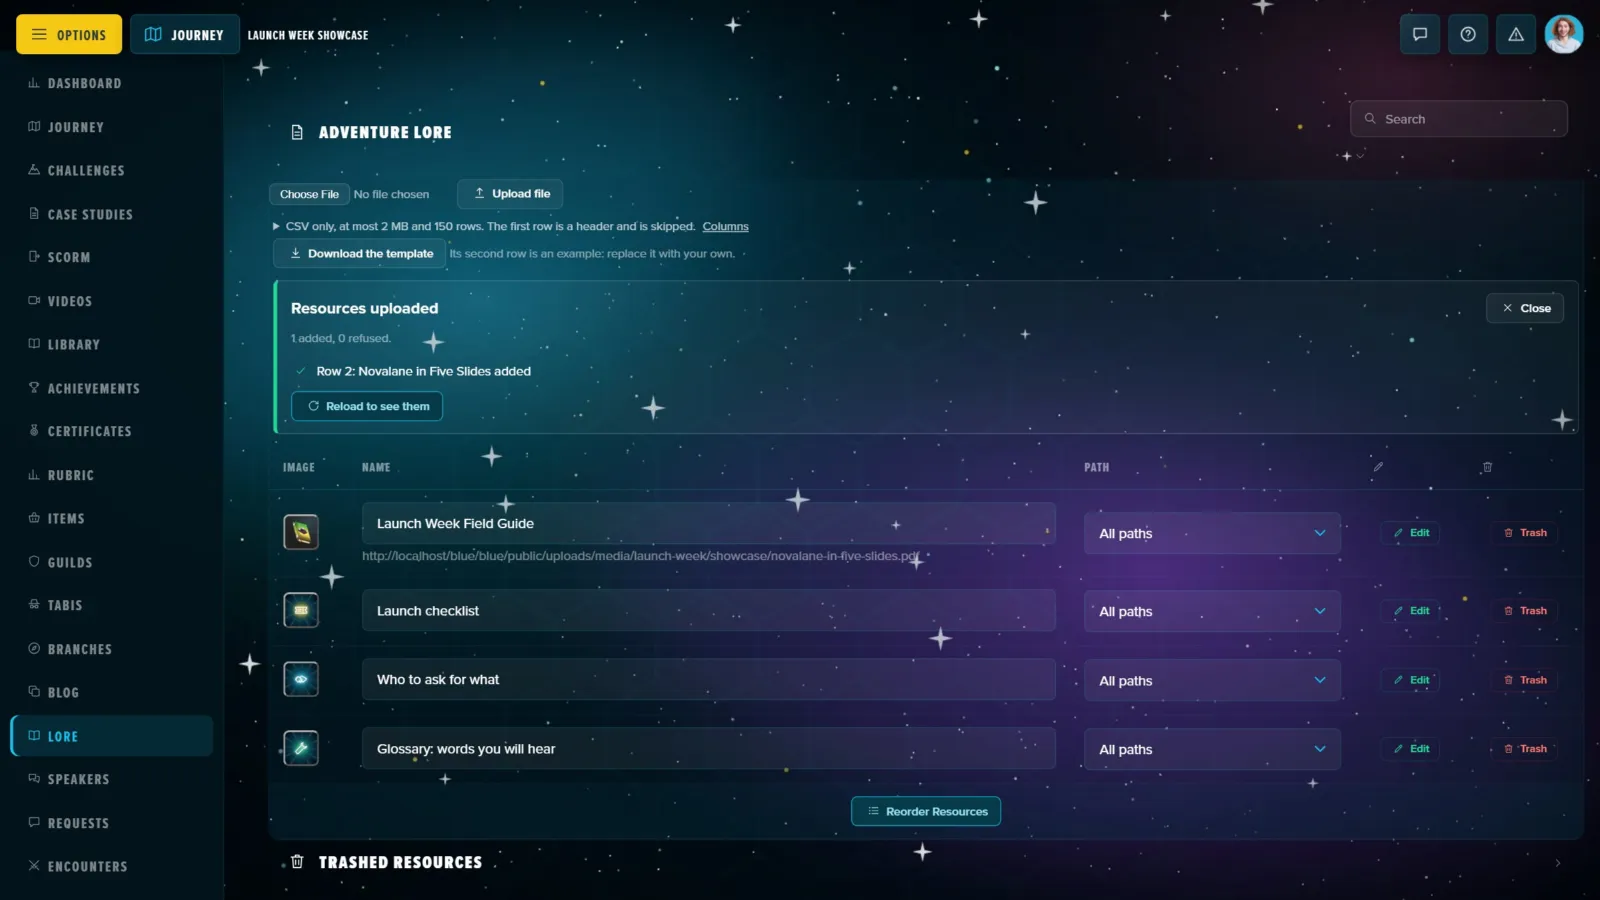 OPTIONS
JOURNEY
LAUNCH WEEK SHOWCASE
DASHBOARD
JOURNEY
CHALLENGES
CASE STUDIES
SCORM
VIDEOS
LIBRARY
ACHIEVEMENTS
CERTIFICATES
RUBRIC
ITEMS
GUILDS
TABIS
BRANCHES
BLOG
LORE
SPEAKERS
REQUESTS
ENCOUNTERS
ADVENTURE LORE
Search
Choose File No file chosen
Upload file
CSV only, at most 2 MB and 150 rows. The first row is a header and is skipped. Columns
Download the template
Its second row is an example: replace it with your own.
Resources uploaded
Close
1 added, 0 refused.
Row 2: Novalane in Five Slides added
Reload to see them
IMAGE NAME PATH
Launch Week Field Guide
All paths
Edit
Trash
http://localhost/blue/blue/public/uploads/media/launch-week/showcase/novalane-in-five-slides.pdf
Launch checklist
All paths
Edit
Trash
Who to ask for what
All paths
Edit
Trash
Glossary: words you will hear
All paths
Edit
Trash
Reorder Resources
TRASHED RESOURCES